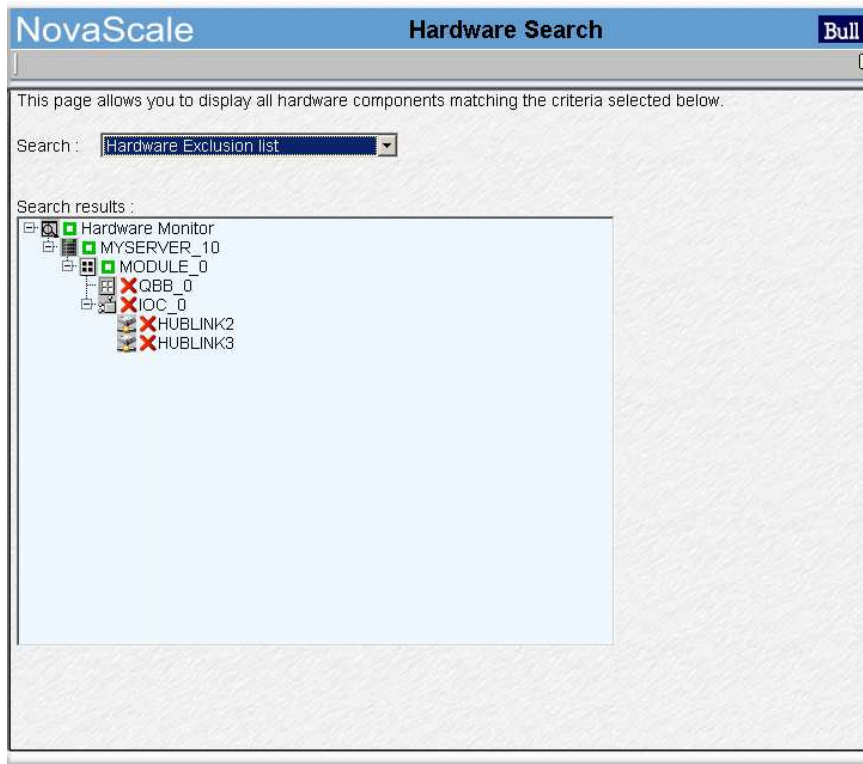 NovaScale Hardware Search Bull
This page allows you to display all hardware components matching the criteria selected below.
Search : Hardware Exclusion list
Search results :
Hardware Monitor
MYSERVER_10
MODULE_0
QBB_0
IOC_0
HUBLINK2
HUBLINK3